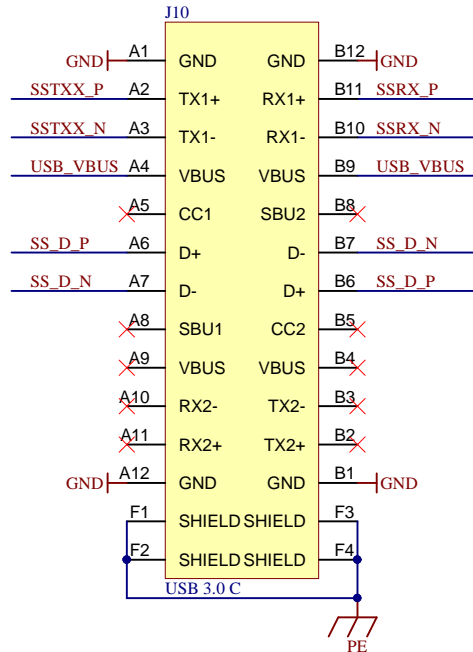 J10
GND A1 GND GND B12 GND
SSTXX_P A2 TX1+ RX1+ B11 SSRX_P
SSTXX_N A3 TX1- RX1- B10 SSRX_N
USB_VBUS A4 VBUS VBUS B9 USB_VBUS
A5 CC1 SBU2 B8
SS_D_P A6 D+ D- B7 SS_D_N
SS_D_N A7 D- D+ B6 SS_D_P
A8 SBU1 CC2 B5
A9 VBUS VBUS B4
A10 RX2- TX2- B3
A11 RX2+ TX2+ B2
GND A12 GND GND B1 GND
F1 SHIELD SHIELD F3
F2 SHIELD SHIELD F4
USB 3.0 C
PE